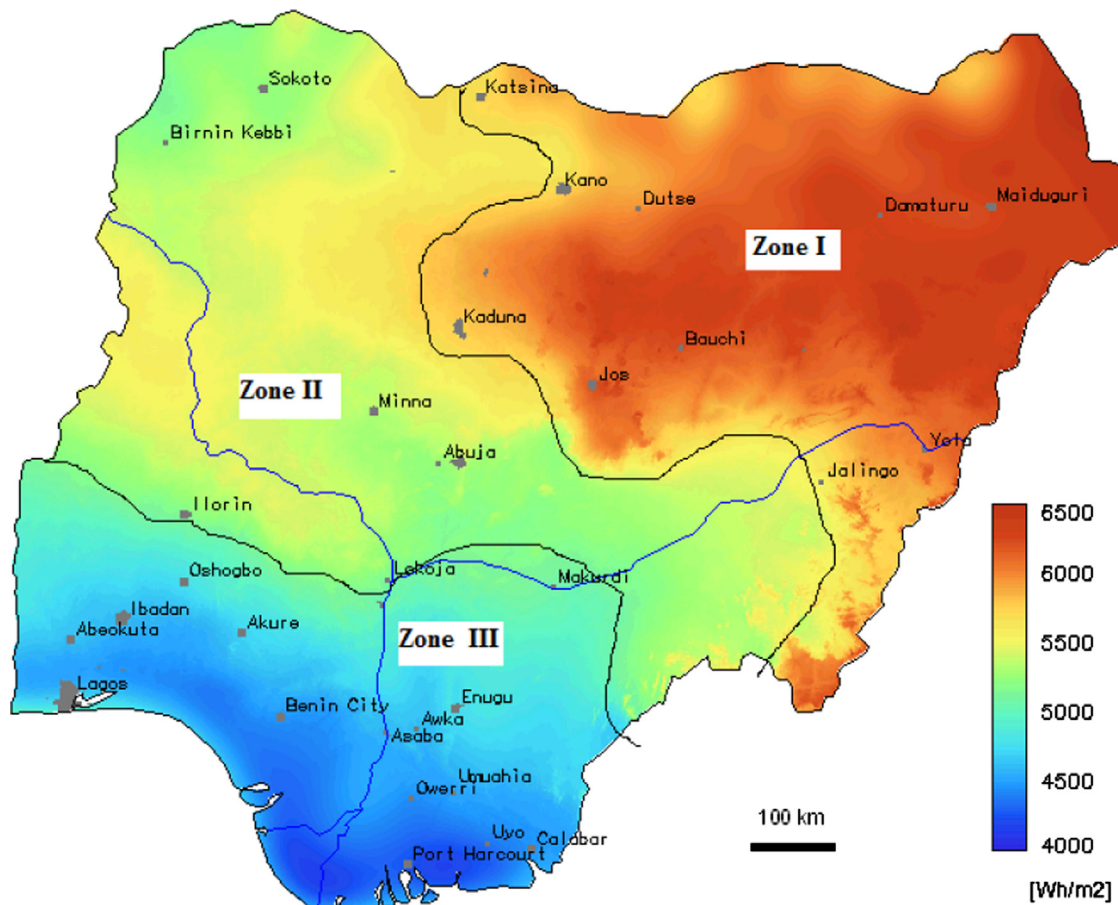 Sokoto
Katsina
Birnin Kebbi
Kano
Dutse
Damaturu
Maiduguri
Zone I
Kaduna
Bauchi
Jos
Zone II
Minna
Abuja
Yola
Jalingo
Ilorin
6500
Oshogbo
Lokoja
Makurdi
6000
Ibadan
Abeokuta
Akure
Zone III
5500
Lagos
Enugu
Benin City
Awka
Asaba
5000
Umuahia
Owerri
4500
100 km
Uyo
Calabar
Port Harcourt
4000
[Wh/m2]